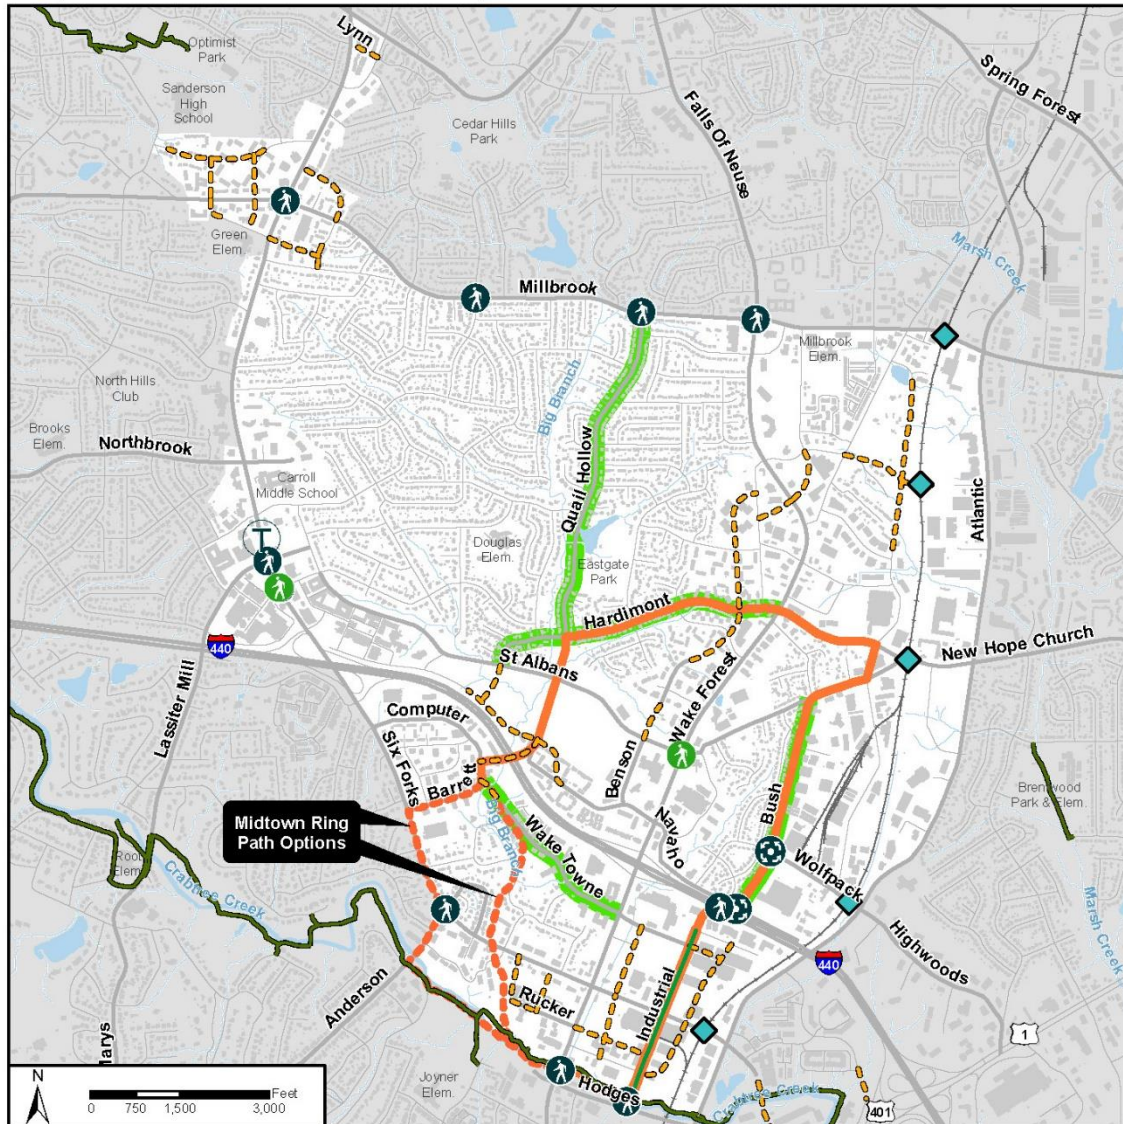 Lynn
Optimist
Park
Sanderson
High
School
Cedar Hills
Park
Falls Of Neuse
Spring Forest
Green
Elem.
Marsh Creek
Millbrook
Millbrook
Elem.
Big Branch
North Hills
Club
Brooks
Elem.
Northbrook
Carroll
Middle School
Quail Hollow
Douglas
Elem.
Eastgate
Park
Atlantic
T
Hardimont
New Hope Church
440
St Albans
Wake Forest
Lassiter Mill
Computer
Six Forks
Barrett
Benson
Big Branch
Midtown Ring
Path Options
Wake Towne
Navaho
Bush
Brentwood
Park & Elem.
Root
Elem.
Crabtree Creek
Wolfpack
Highwoods
Marsh Creek
440
Anderson
Rucker
Industrial
1
Marys
Joyner
Elem.
Hodges
Crabtree Creek
401
N
Feet
0 750 1,500 3,000